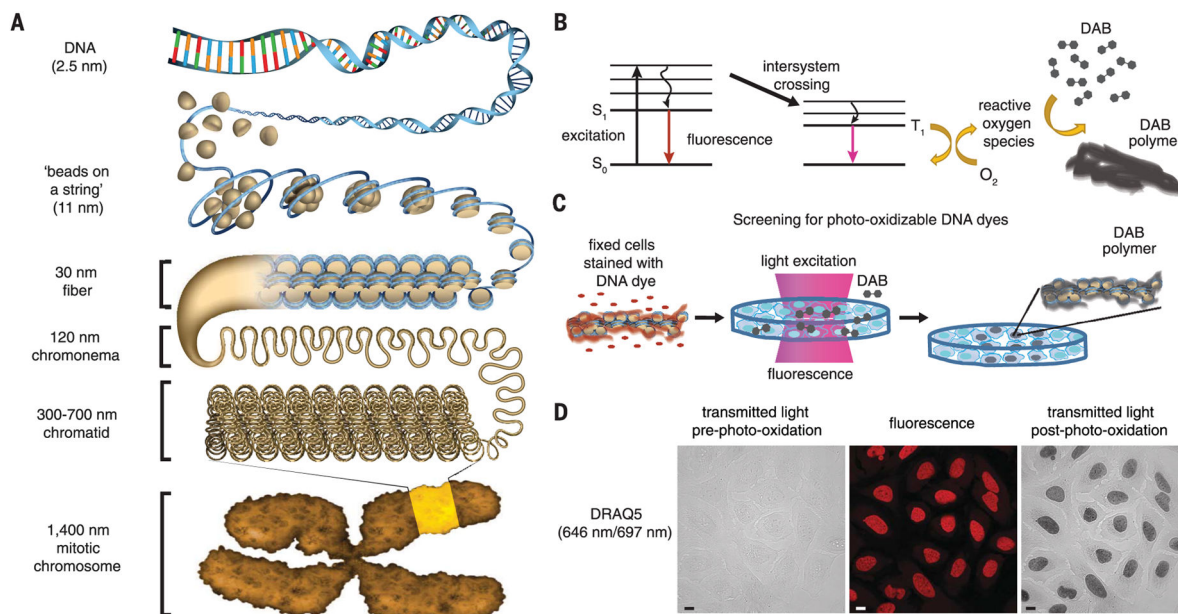 A
DNA
(2.5 nm)
'beads on
a string'
(11 nm)
30 nm
fiber
120 nm
chromonema
300-700 nm
chromatid
1,400 nm
mitotic
chromosome
B
S1
excitation
S0
fluorescence
intersystem
crossing
T1
reactive
oxygen
species
O2
DAB
DAB
polyme
C
Screening for photo-oxidizable DNA dyes
fixed cells
stained with
DNA dye
light excitation
DAB
fluorescence
DAB
polymer
D
transmitted light
pre-photo-oxidation
fluorescence
transmitted light
post-photo-oxidation
DRAQ5
(646 nm/697 nm)